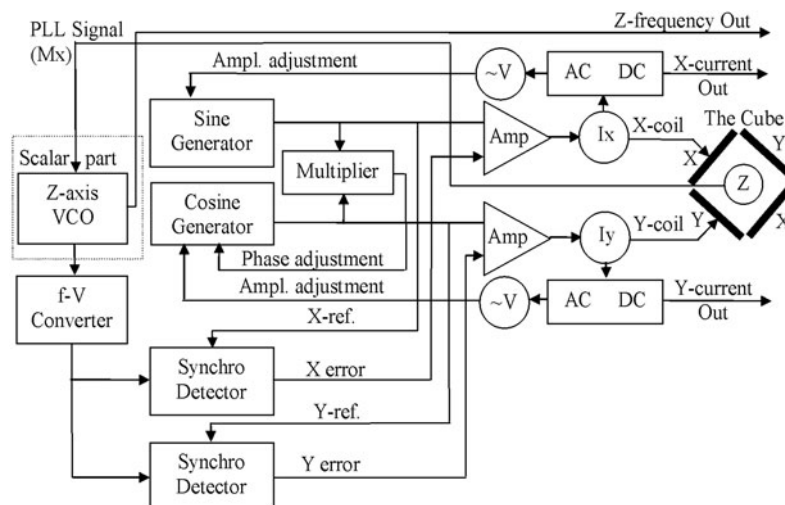 PLL Signal
(Mx)
Z-frequency Out
Ampl. adjustment
~V
AC DC
X-current
Out
Sine
Generator
Amp
Ix
X-coil
The Cube
X
Y
Scalar part
Z-axis
VCO
Multiplier
Z
Cosine
Generator
Amp
Iy
Y-coil
Y
X
Phase adjustment
Ampl. adjustment
~V
AC DC
Y-current
Out
f-V
Converter
X-ref.
Synchro
Detector
X error
Y-ref.
Synchro
Detector
Y error